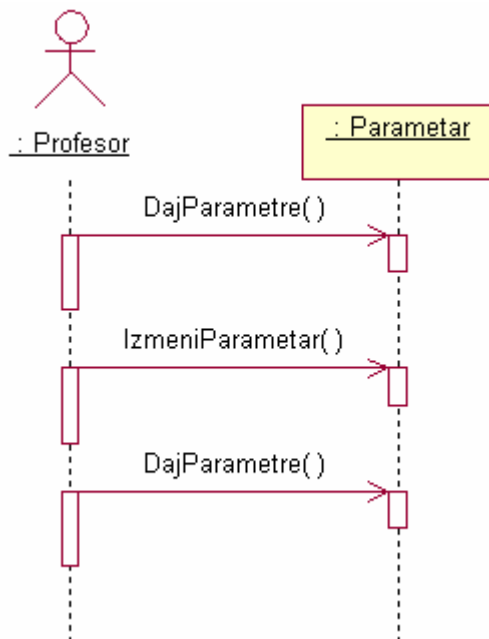 : Profesor
: Parametar
DajParametre( )
IzmeniParametar( )
DajParametre( )